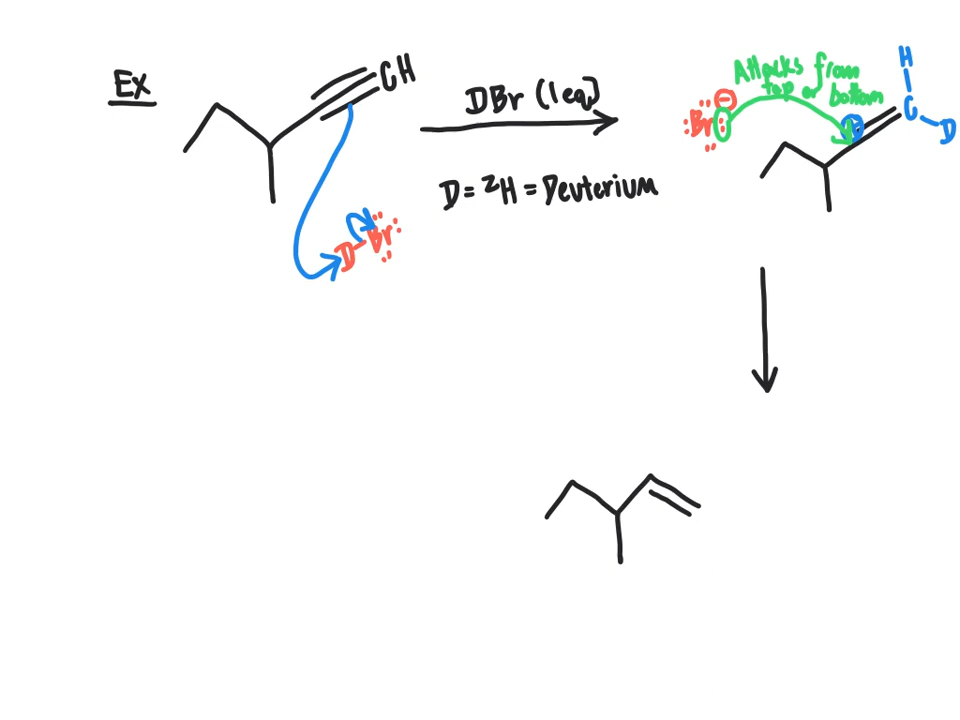 Ex
CH
DBr (1eq)
D = ²H = Deuterium
D-Br
Attacks from
top or bottom
Br
⊖
⊕
H
C
D